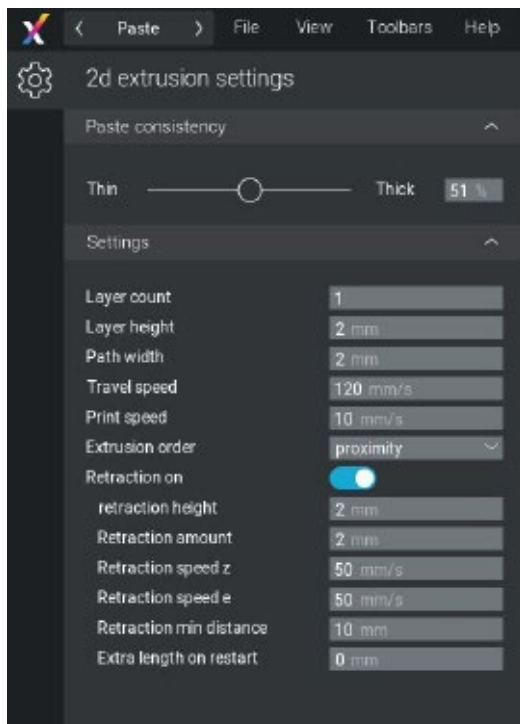 Paste File View Toolbars Help
2d extrusion settings
Paste consistency
Thin Thick 51 %
Settings
Layer count 1
Layer height 2 mm
Path width 2 mm
Travel speed 120 mm/s
Print speed 10 mm/s
Extrusion order proximity
Retraction on
retraction height 2 mm
Retraction amount 2 mm
Retraction speed z 50 mm/s
Retraction speed e 50 mm/s
Retraction min distance 10 mm
Extra length on restart 0 mm